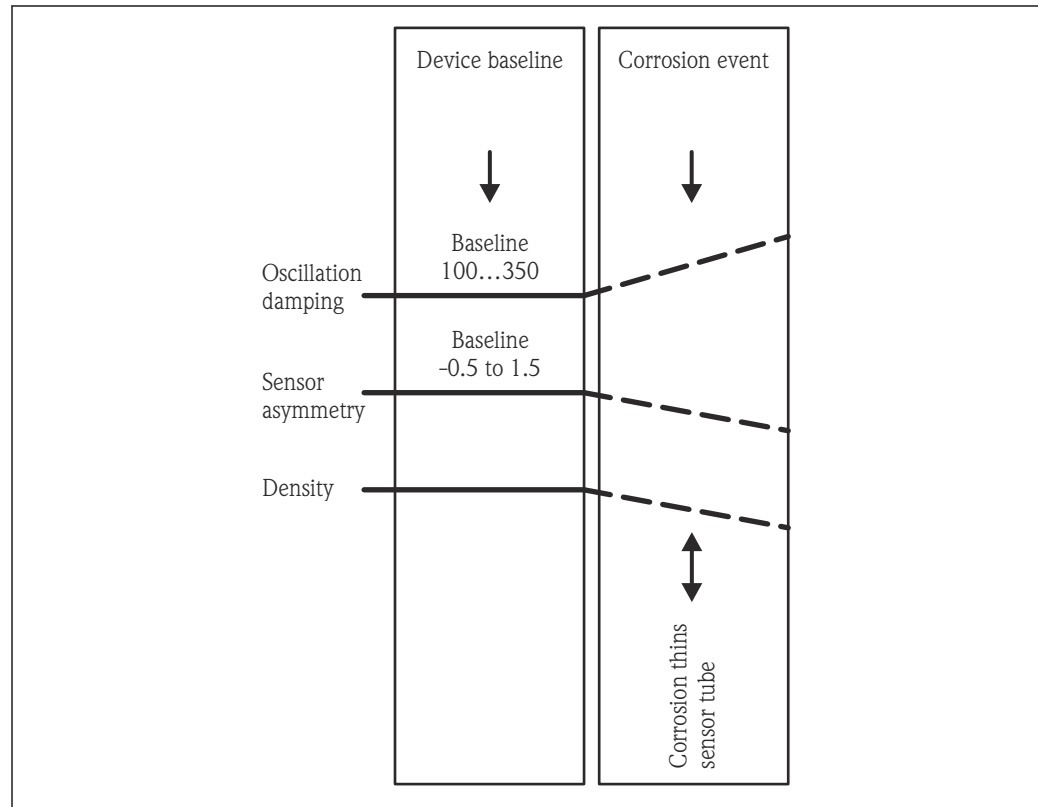 Device baseline
Corrosion event
Baseline
100...350
Oscillation
damping
Baseline
-0.5 to 1.5
Sensor
asymmetry
Density
Corrosion thins
sensor tube